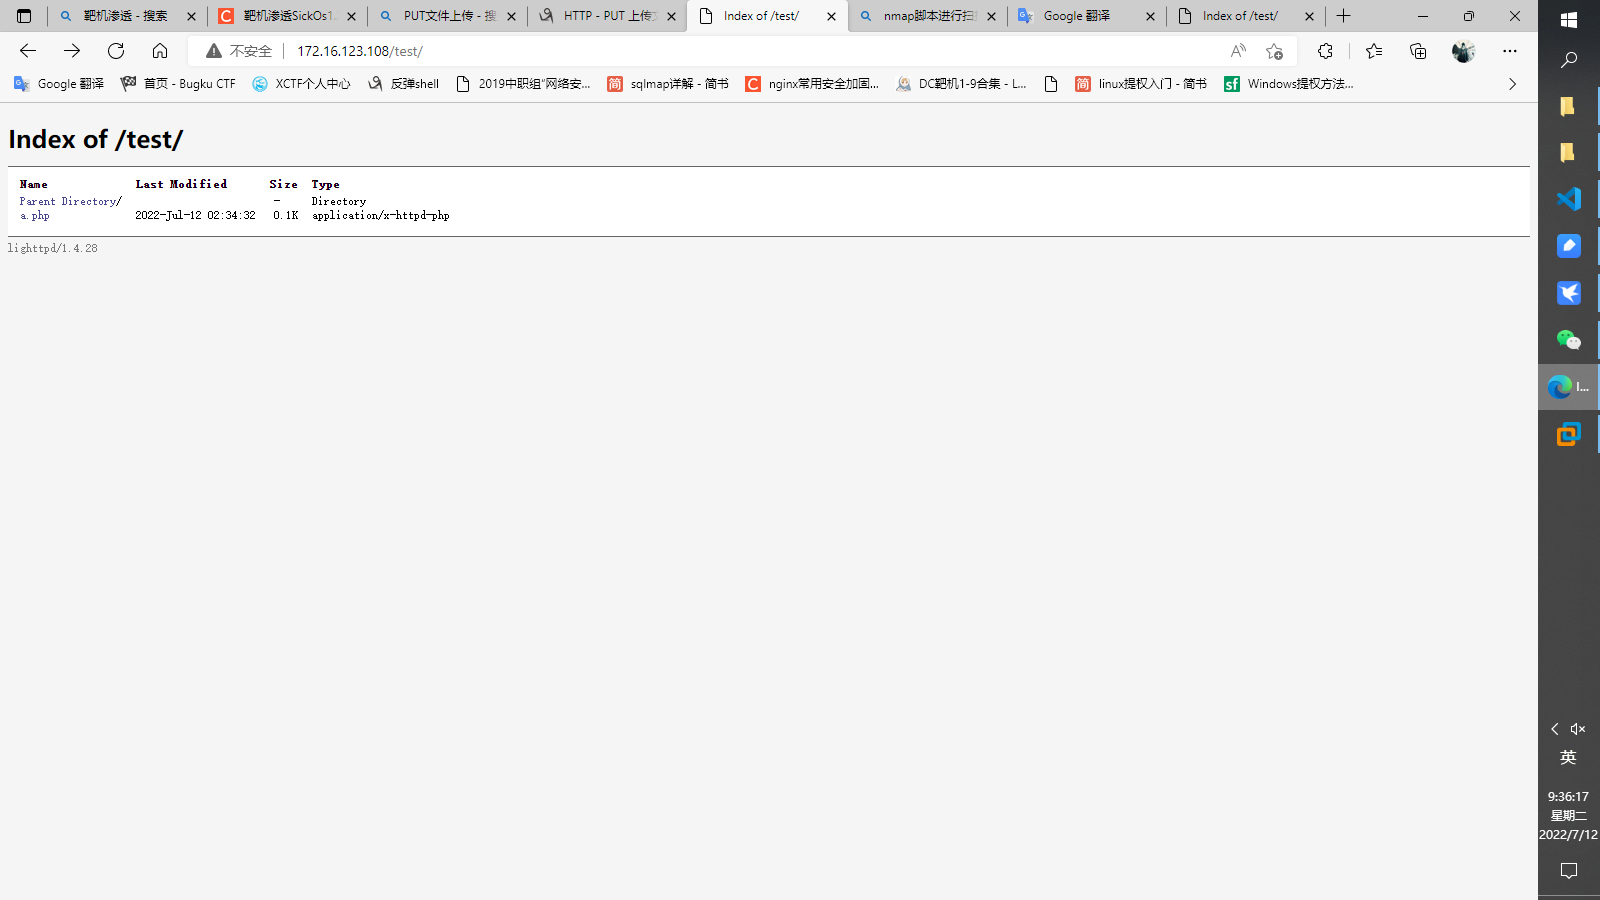 靶机渗透 - 搜索
靶机渗透SickOs1.
PUT文件上传 - 搜
HTTP - PUT 上传文
Index of /test/
nmap脚本进行扫
Google 翻译
Index of /test/
不安全
172.16.123.108/test/
Google 翻译
首页 - Bugku CTF
XCTF个人中心
反弹shell
2019中职组"网络安...
sqlmap详解 - 简书
nginx常用安全加固...
DC靶机1-9合集 - L...
linux提权入门 - 简书
Windows提权方法...
Index of /test/
Name Last Modified Size Type
Parent Directory/ - Directory
a.php 2022-Jul-12 02:34:32 0.1K application/x-httpd-php
lighttpd/1.4.28
I...
英
9:36:17
星期二
2022/7/12